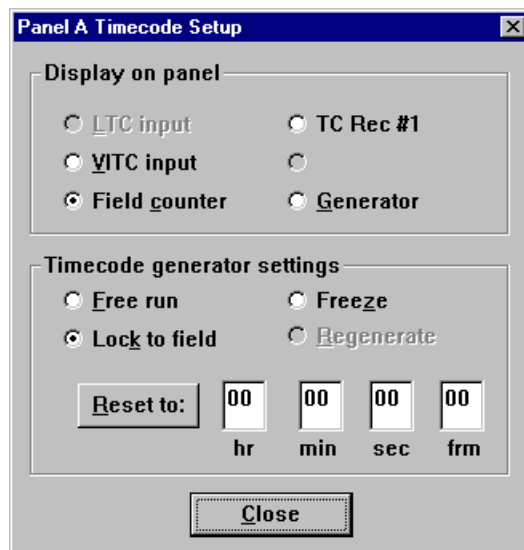 Panel A Timecode Setup
Display on panel
LTC input
TC Rec #1
VITC input
Field counter
Generator
Timecode generator settings
Free run
Freeze
Lock to field
Regenerate
Reset to: 00 00 00 00
hr min sec frm
Close